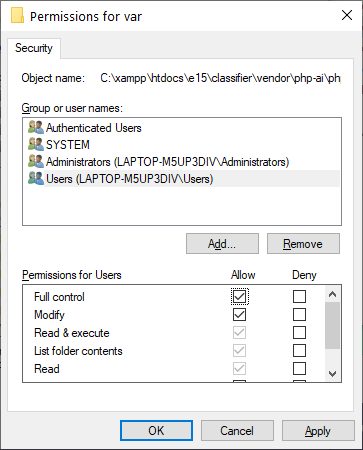 Permissions for var
Security
Object name: C:\xampp\htdocs\e15\classifier\vendor\php-ai\php
Group or user names:
Authenticated Users
SYSTEM
Administrators (LAPTOP-M5UP3DIV\Administrators)
Users (LAPTOP-M5UP3DIV\Users)
Add... Remove
Permissions for Users Allow Deny
Full control
Modify
Read & execute
List folder contents
Read
OK Cancel Apply